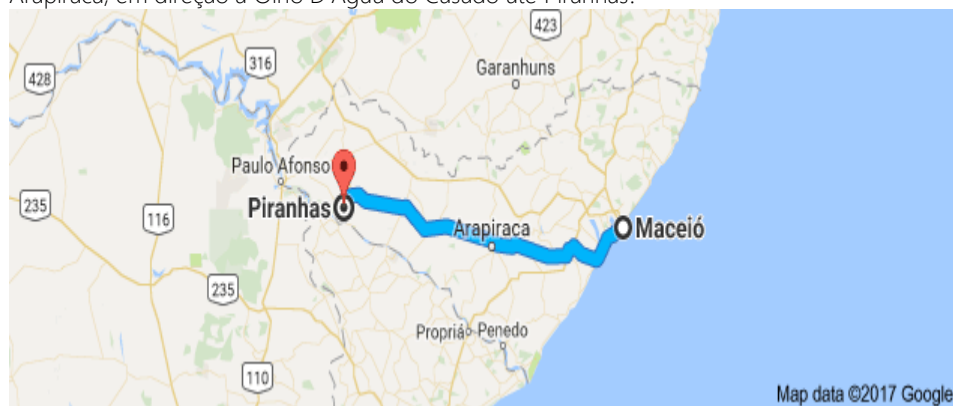 Arapiraca, em direção a Olho D'Água do Casado até Piranhas.
423
316
Garanhuns
428
Paulo Afonso
235
Piranhas
116
Arapiraca
Maceió
235
Propriá
Penedo
110
Map data ©2017 Google